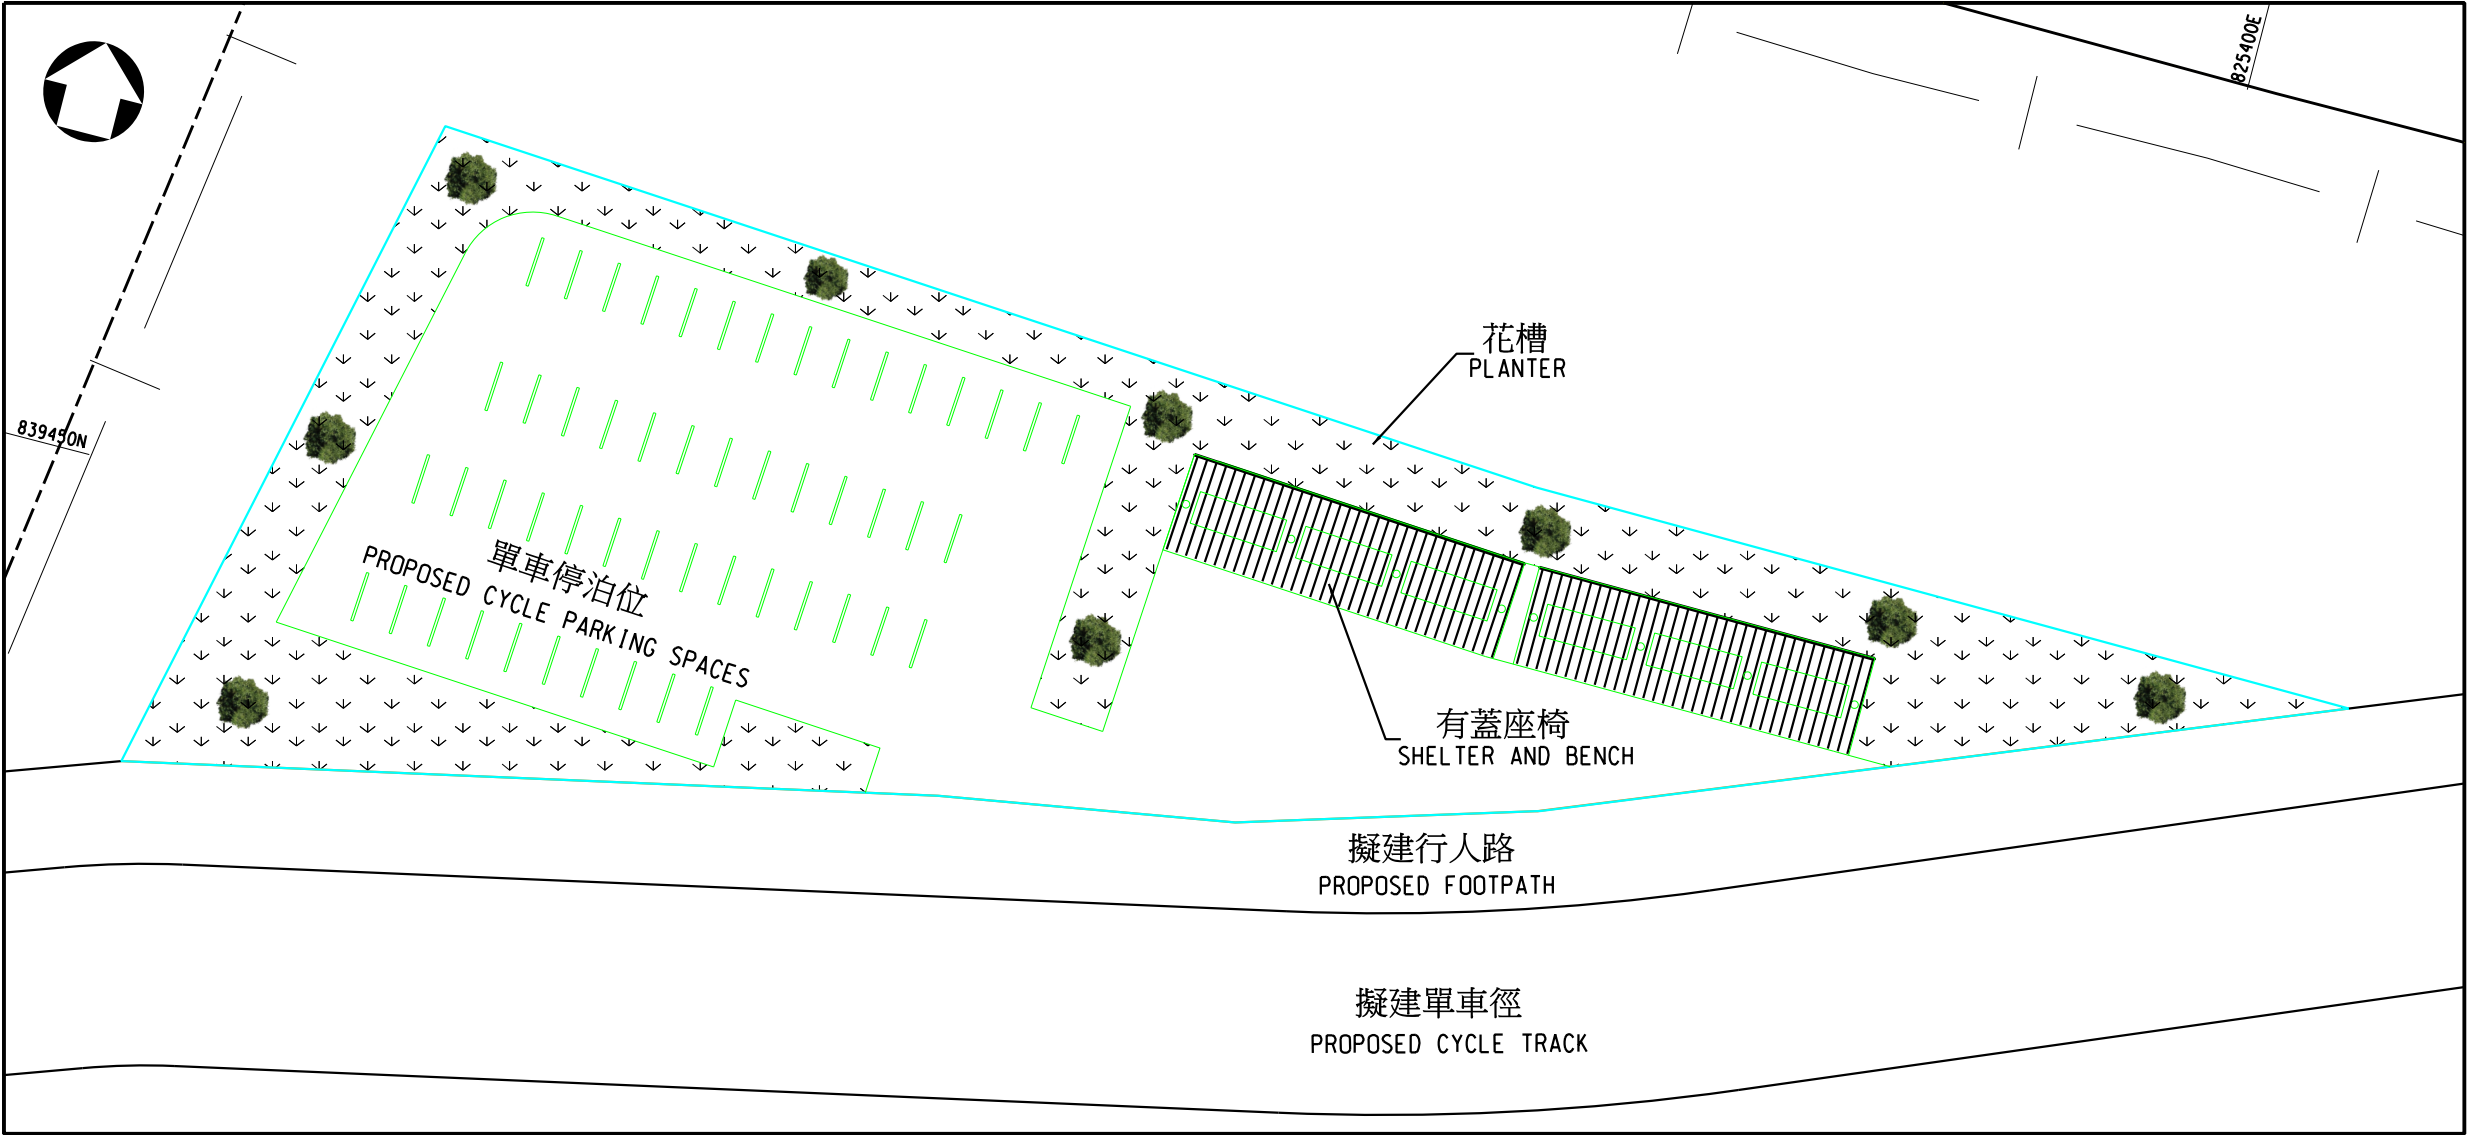 825400E
花槽
PLANTER
839450N
單車停泊位
PROPOSED CYCLE PARKING SPACES
有蓋座椅
SHELTER AND BENCH
擬建行人路
PROPOSED FOOTPATH
擬建單車徑
PROPOSED CYCLE TRACK